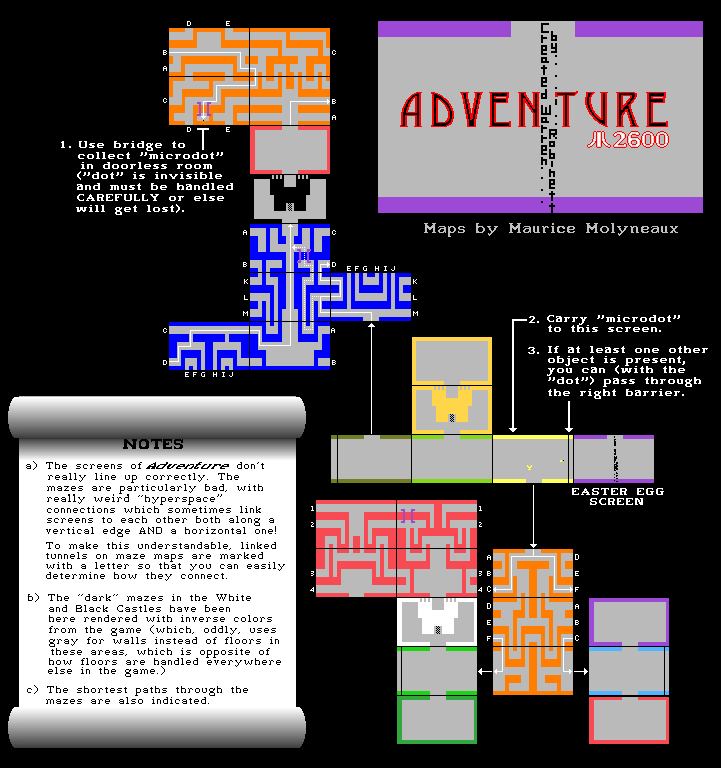 D E
B
A
C
C
B
A
D E
1. Use bridge to
collect "microdot"
in doorless room
("dot" is invisible
and must be handled
CAREFULLY or else
will get lost).
Created by
Warren Robinett
ADVENTURE
2600
Maps by Maurice Molyneaux
A
B
K
L
M
C
D
E F G H I J
K
L
M
C
D
A
B
E F G H I J
2. Carry "microdot"
to this screen.
3. If at least one other
object is present,
you can (with the
"dot") pass through
the right barrier.
EASTER EGG
SCREEN
NOTES
a) The screens of Adventure don't
really line up correctly. The
mazes are particularly bad, with
really weird "hyperspace"
connections which sometimes link
screens to each other both along a
vertical edge AND a horizontal one!
To make this understandable, linked
tunnels on maze maps are marked
with a letter so that you can easily
determine how they connect.
b) The "dark" mazes in the White
and Black Castles have been
here rendered with inverse colors
from the game (which, oddly, uses
gray for walls instead of floors in
these areas, which is opposite of
how floors are handled everywhere
else in the game.)
c) The shortest paths through the
mazes are also indicated.
1
2
3
4
1
2
3
4
A
B
C
D
E
F
D
E
F
A
B
C